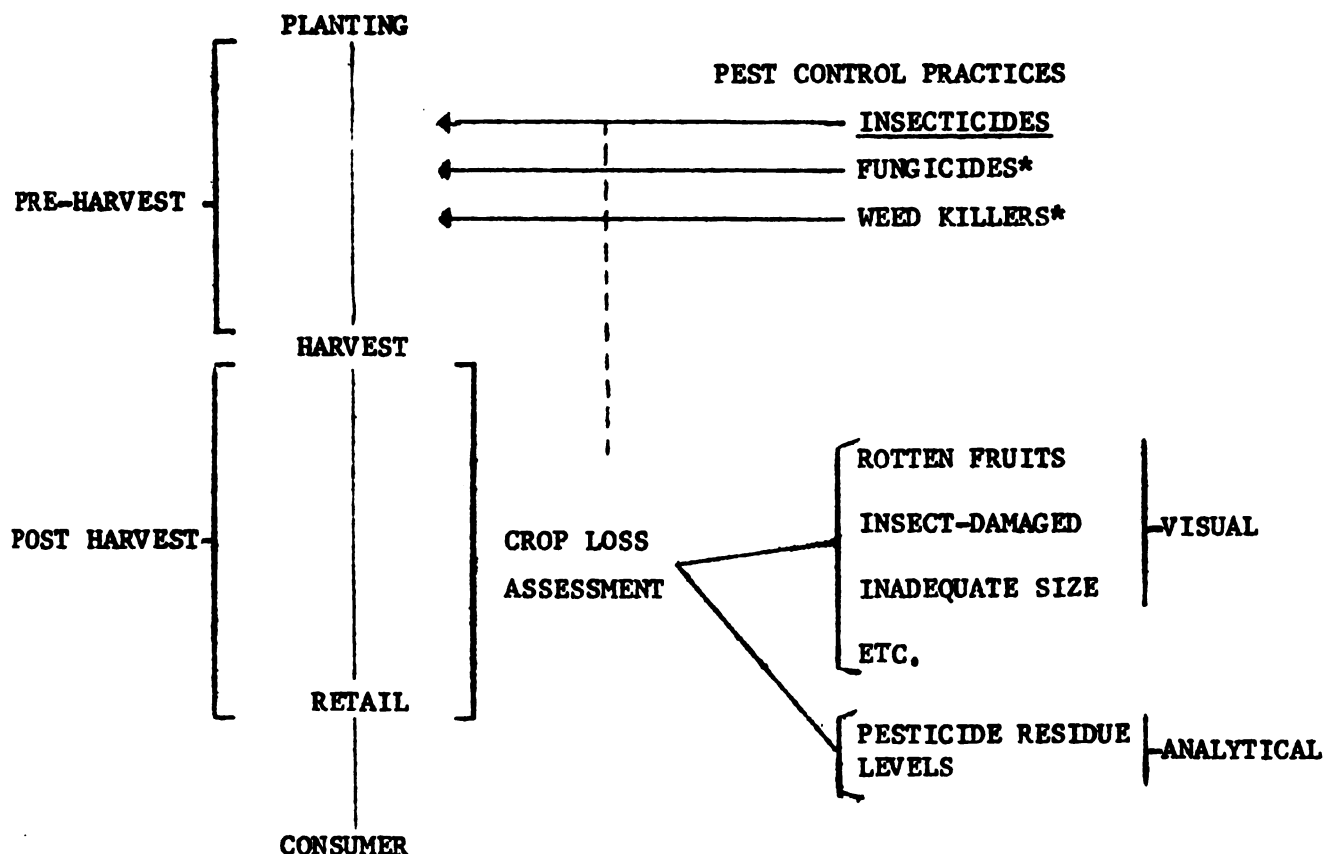 PLANTING
PEST CONTROL PRACTICES
INSECTICIDES
FUNGICIDES*
WEED KILLERS*
PRE-HARVEST
HARVEST
POST HARVEST
CROP LOSS
ASSESSMENT
ROTTEN FRUITS
INSECT-DAMAGED
INADEQUATE SIZE
ETC.
VISUAL
RETAIL
PESTICIDE RESIDUE
LEVELS
ANALYTICAL
CONSUMER